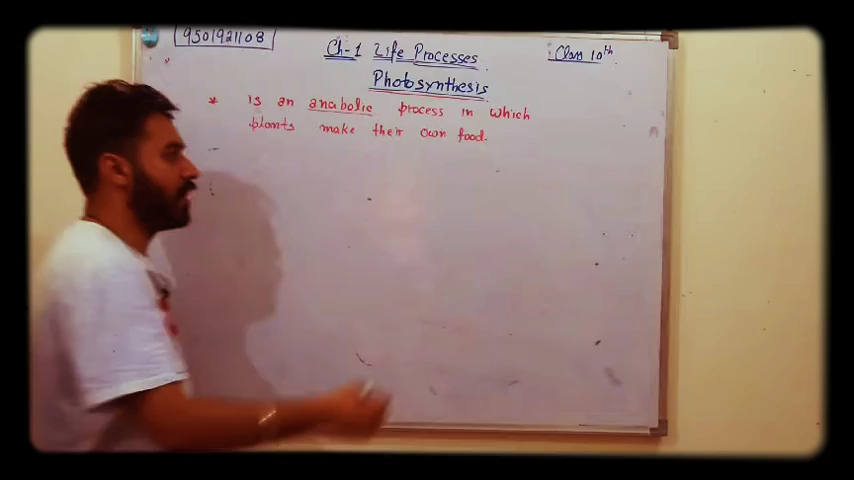 9501921108
Ch-1 Life Processes
Class 10th
Photosynthesis
* is an anabolic process in which
plants make their own food.